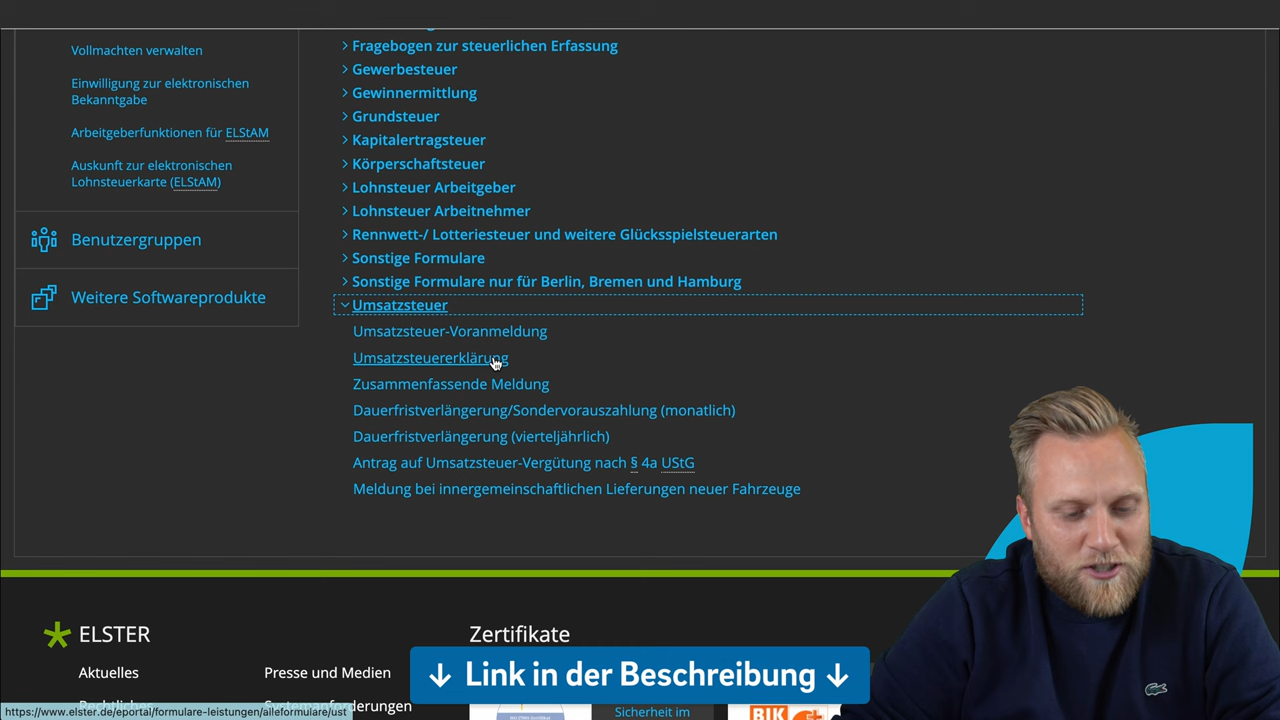 Vollmachten verwalten
Einwilligung zur elektronischen
Bekanntgabe
Arbeitgeberfunktionen für ELStAM
Auskunft zur elektronischen
Lohnsteuerkarte (ELStAM)
Benutzergruppen
Weitere Softwareprodukte
Fragebogen zur steuerlichen Erfassung
Gewerbesteuer
Gewinnermittlung
Grundsteuer
Kapitalertragsteuer
Körperschaftsteuer
Lohnsteuer Arbeitgeber
Lohnsteuer Arbeitnehmer
Rennwett-/ Lotteriesteuer und weitere Glücksspielsteuerarten
Sonstige Formulare
Sonstige Formulare nur für Berlin, Bremen und Hamburg
Umsatzsteuer
Umsatzsteuer-Voranmeldung
Umsatzsteuererklärung
Zusammenfassende Meldung
Dauerfristverlängerung/Sondervorauszahlung (monatlich)
Dauerfristverlängerung (vierteljährlich)
Antrag auf Umsatzsteuer-Vergütung nach § 4a UStG
Meldung bei innergemeinschaftlichen Lieferungen neuer Fahrzeuge
ELSTER
Aktuelles
Presse und Medien
Systemanforderungen
Zertifikate
↓ Link in der Beschreibung ↓
Sicherheit im
BIK
https://www.elster.de/eportal/formulare-leistungen/alleformulare/ust